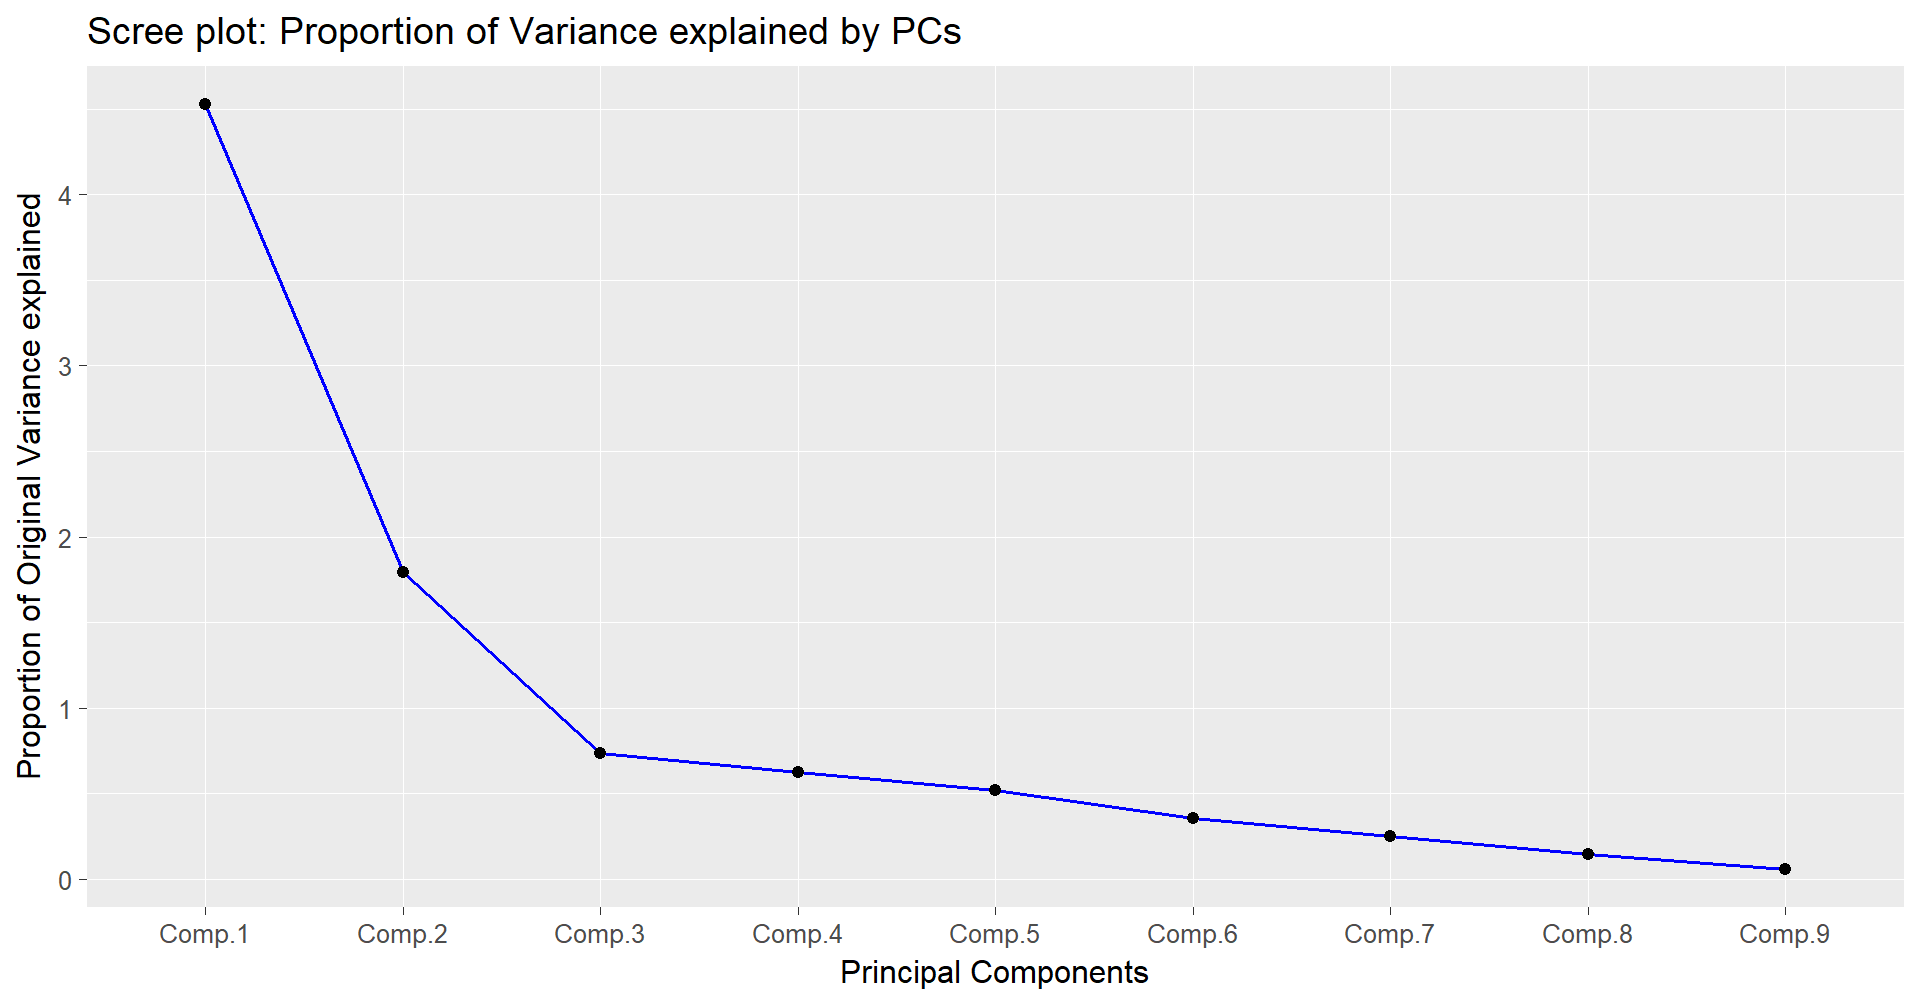 Scree plot: Proportion of Variance explained by PCs
Proportion of Original Variance explained
4
3
2
1
0
Comp.1 Comp.2 Comp.3 Comp.4 Comp.5 Comp.6 Comp.7 Comp.8 Comp.9
Principal Components